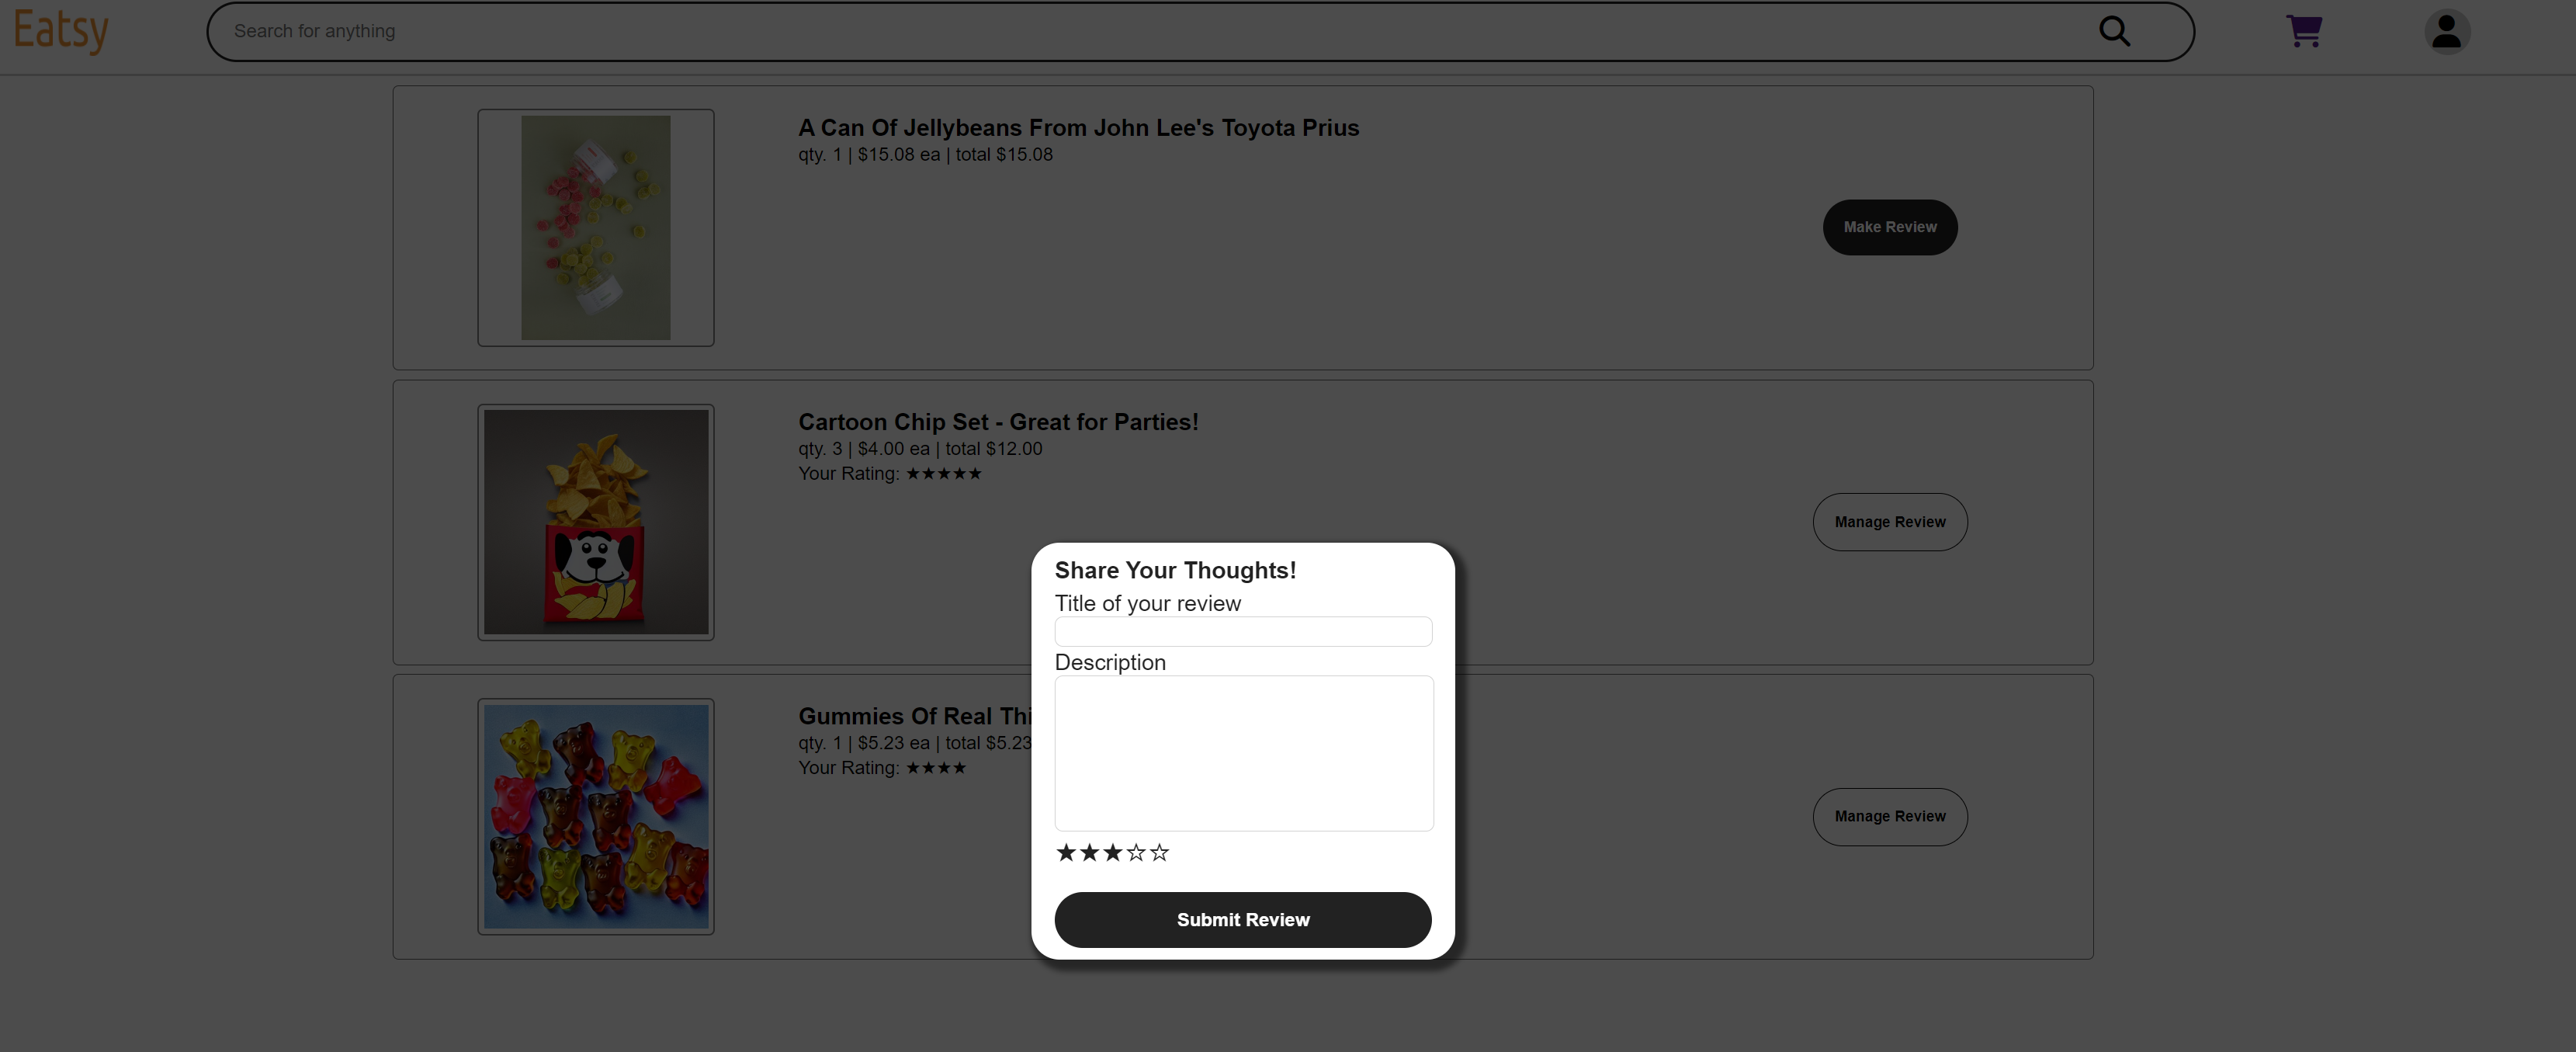 Eatsy
Search for anything
A Can Of Jellybeans From John Lee's Toyota Prius
qty. 1 | $15.08 ea | total $15.08
Make Review
Cartoon Chip Set - Great for Parties!
qty. 3 | $4.00 ea | total $12.00
Your Rating: ★★★★★
Manage Review
Gummies Of Real Thi
qty. 1 | $5.23 ea | total $5.23
Your Rating: ★★★★
Manage Review
Share Your Thoughts!
Title of your review
Description
★★★☆☆
Submit Review